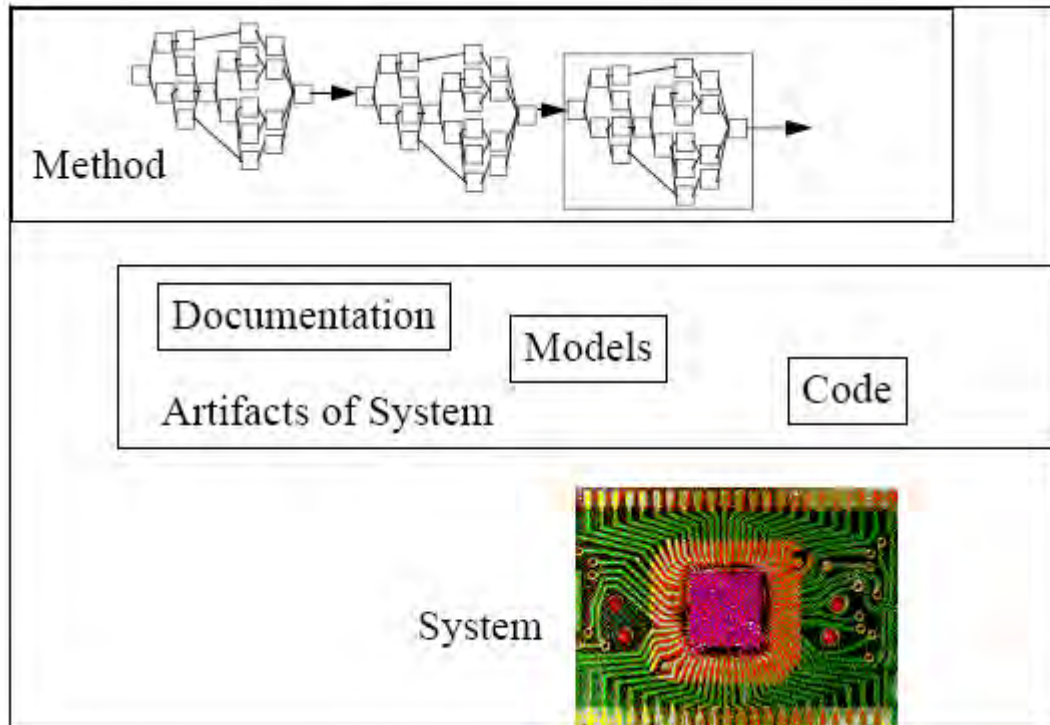 Method
Documentation
Models
Code
Artifacts of System
System